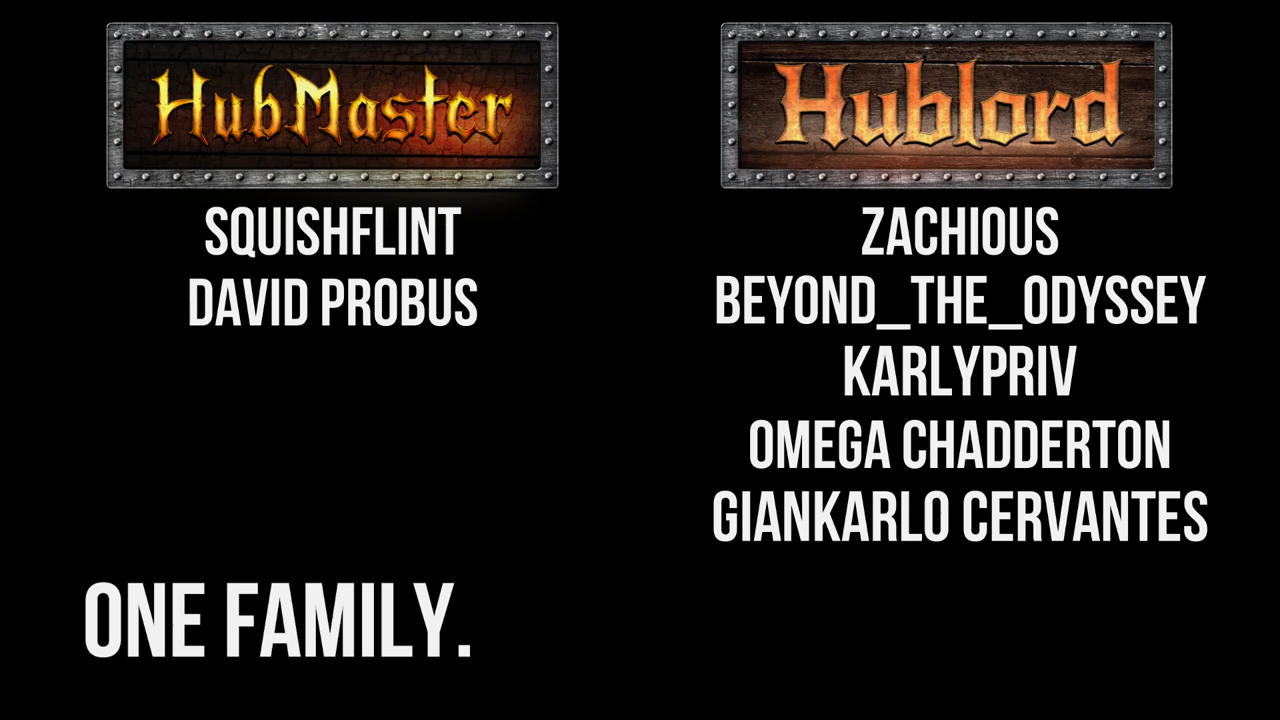 HubMaster
SQUISHFLINT
DAVID PROBUS
Hublord
ZACHIOUS
BEYOND_THE_ODYSSEY
KARLYPRIV
OMEGA CHADDERTON
GIANKARLO CERVANTES
ONE FAMILY.